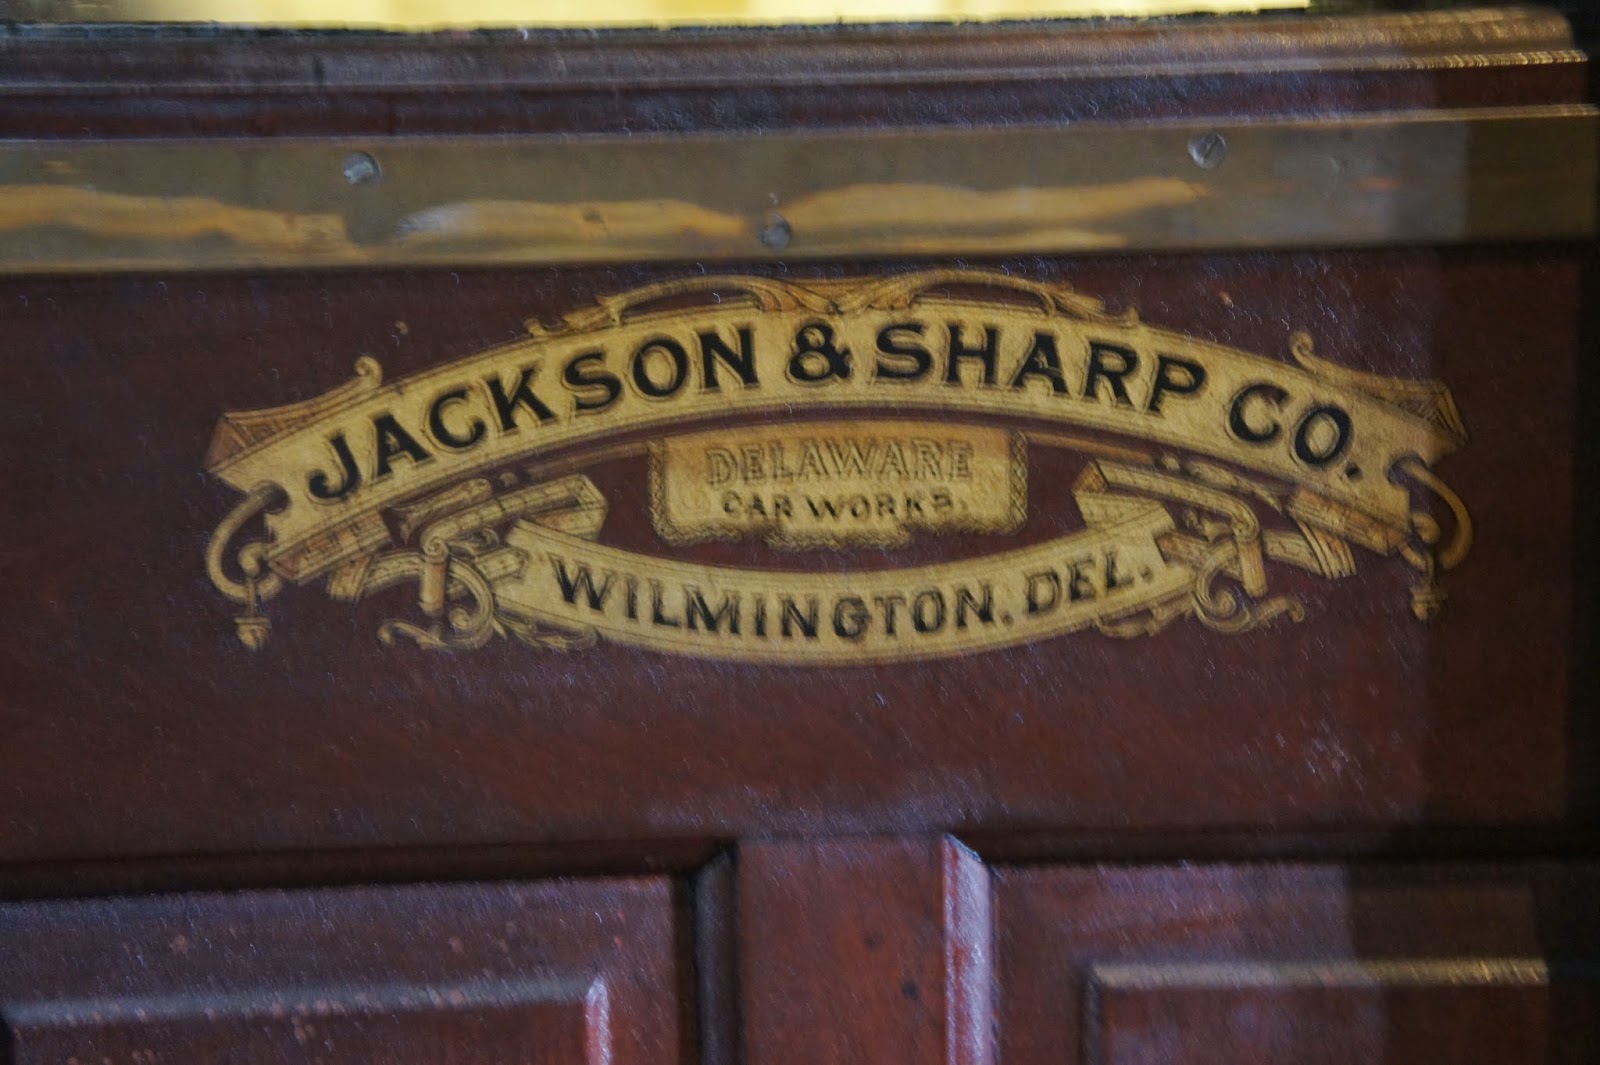 JACKSON & SHARP CO.
DELAWARE
CAR WORKS.
WILMINGTON. DEL.